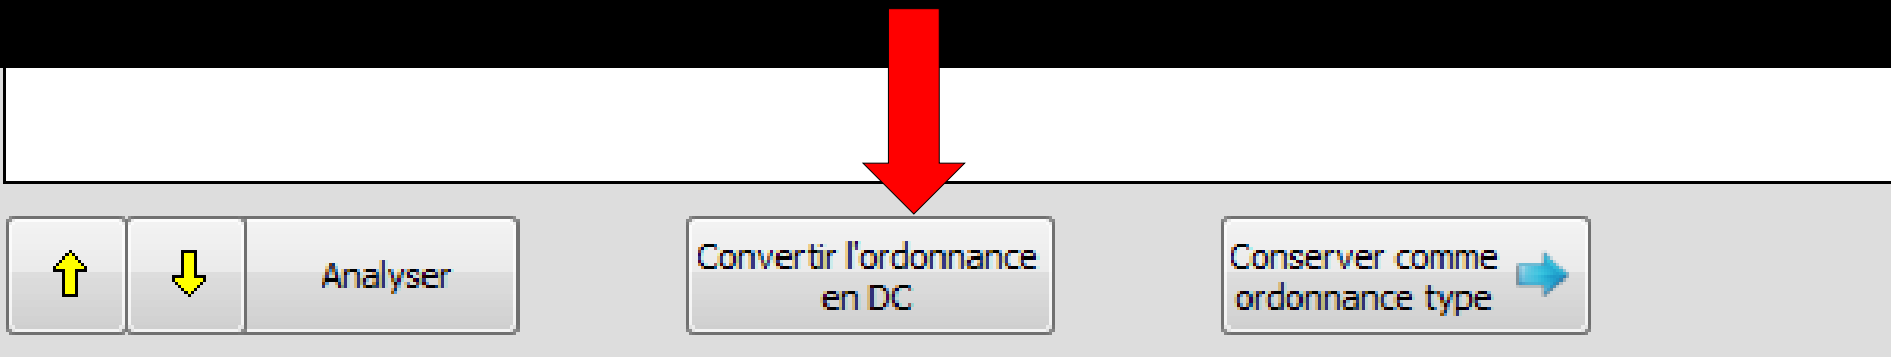 Analyser
Convertir l'ordonnance
en DC
Conserver comme
ordonnance type